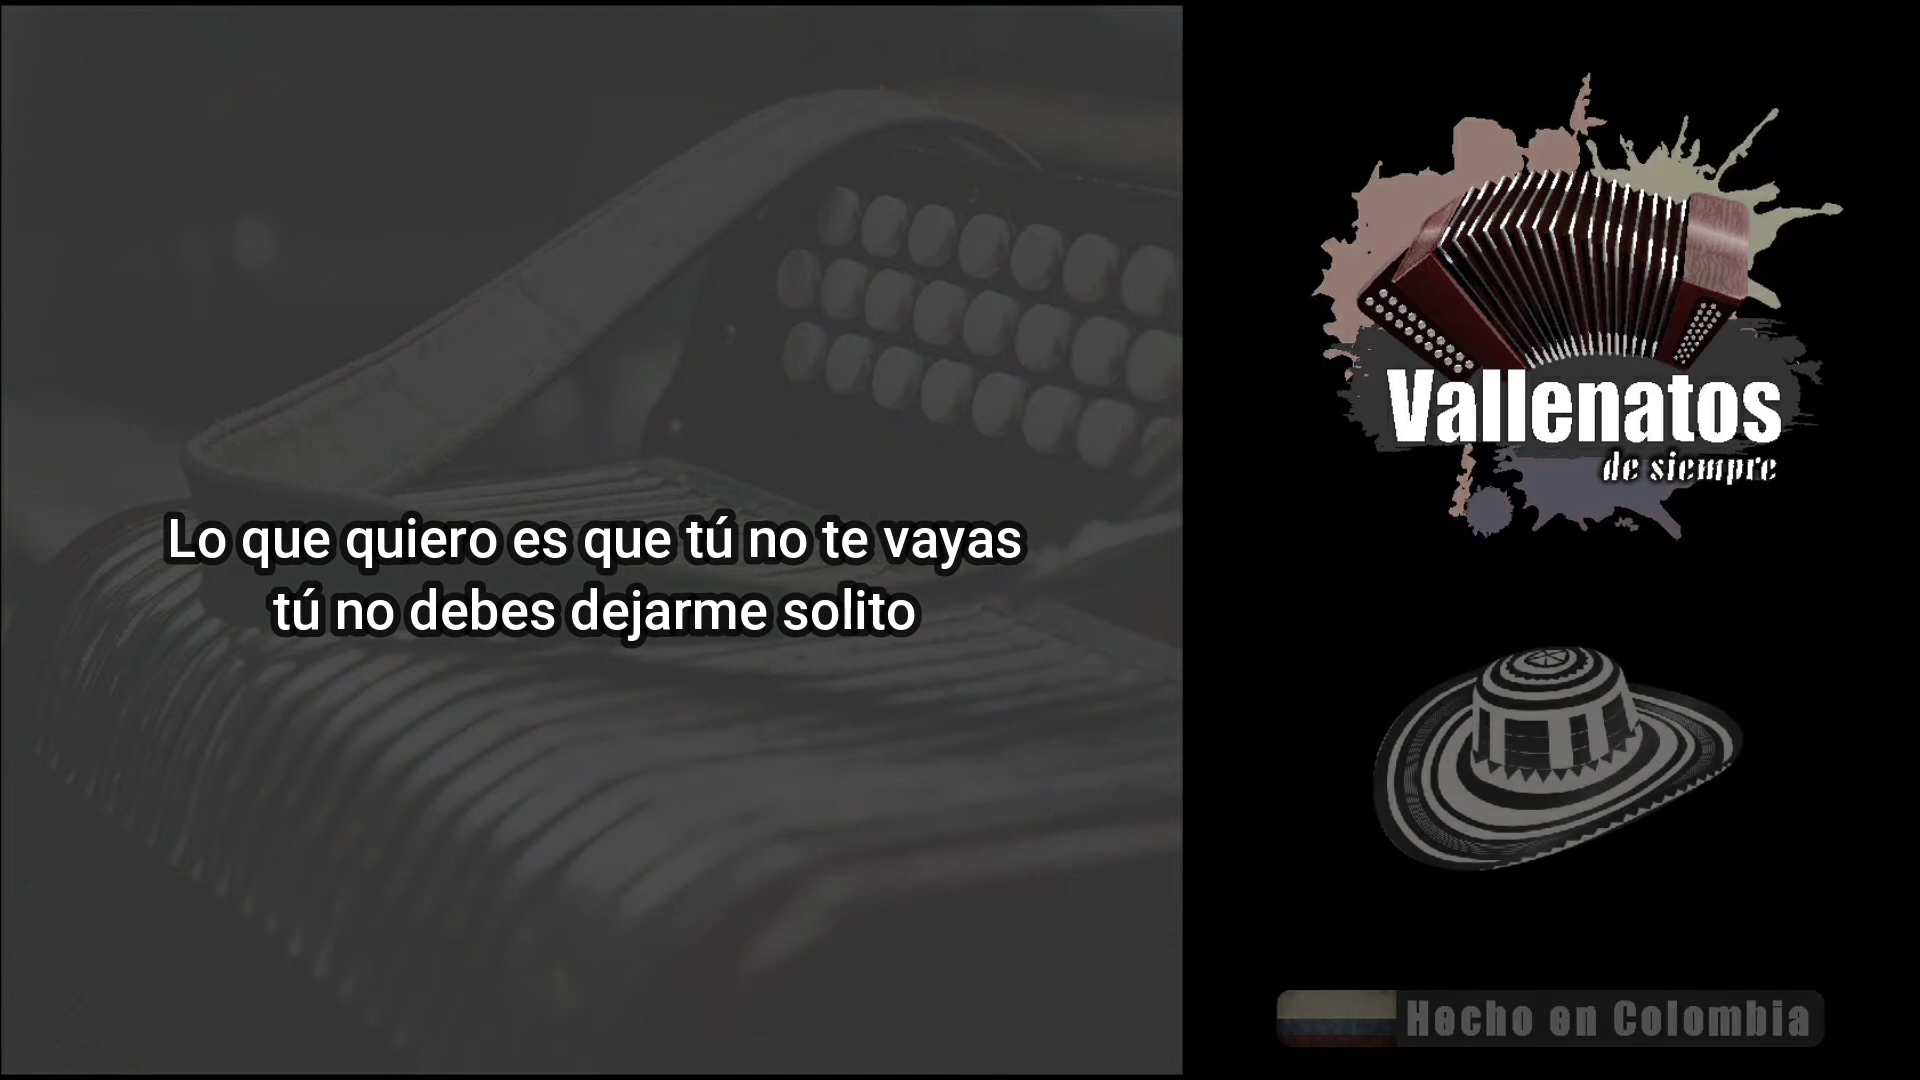 Lo que quiero es que tú no te vayas
tú no debes dejarme solito
Vallenatos
de siempre
Hecho en Colombia